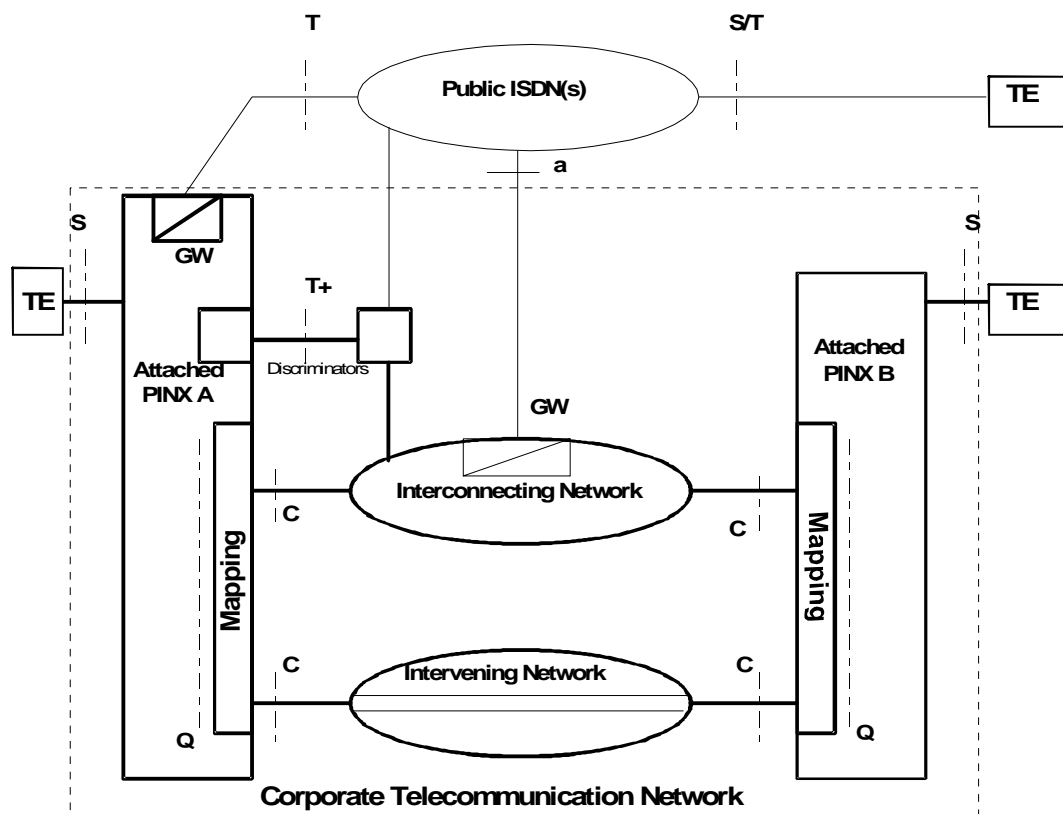 T
S/T
Public ISDN(s)
TE
a
S
GW
S
T+
TE
TE
Attached
PINX A
Discriminators
Attached
PINX B
GW
Interconnecting Network
C
C
Mapping
Mapping
C
Intervening Network
C
Q
Q
Corporate Telecommunication Network